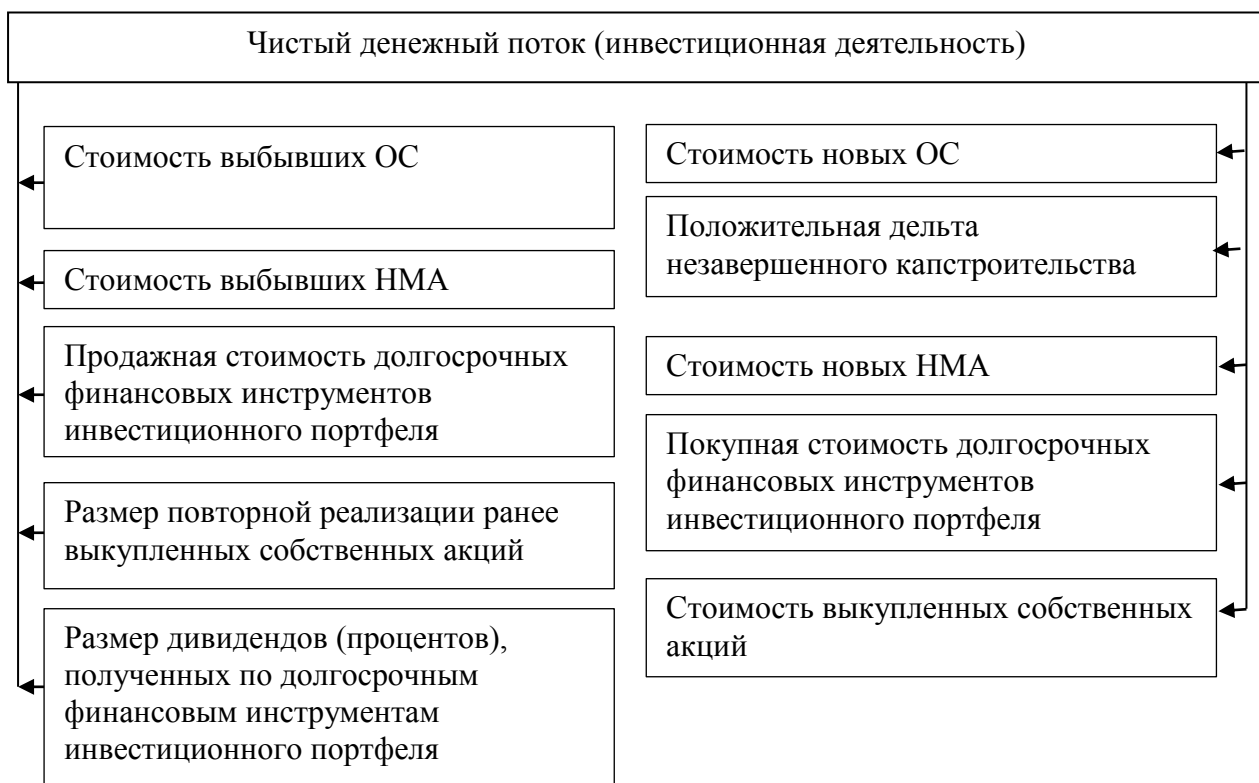 Чистый денежный поток (инвестиционная деятельность)
Стоимость выбывших ОС
Стоимость выбывших НМА
Продажная стоимость долгосрочных
финансовых инструментов
инвестиционного портфеля
Размер повторной реализации ранее
выкупленных собственных акций
Размер дивидендов (процентов),
полученных по долгосрочным
финансовым инструментам
инвестиционного портфеля
Стоимость новых ОС
Положительная дельта
незавершенного капстроительства
Стоимость новых НМА
Покупная стоимость долгосрочных
финансовых инструментов
инвестиционного портфеля
Стоимость выкупленных собственных
акций